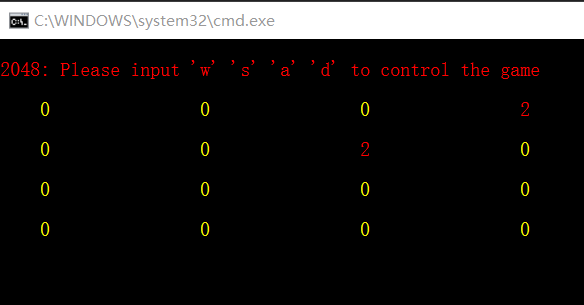 C:\WINDOWS\system32\cmd.exe
2048: Please input 'w' 's' 'a' 'd' to control the game
0 0 0 2
0 0 2 0
0 0 0 0
0 0 0 0